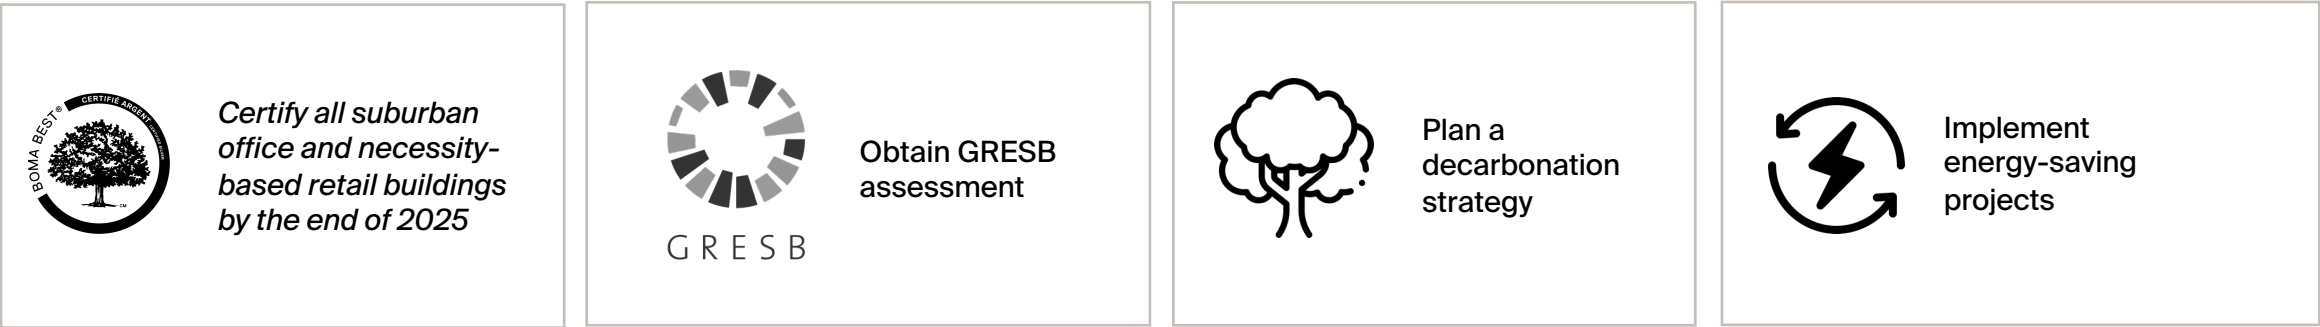 BOMA BEST®
CERTIFIÉ ARGENT
CM
Certify all suburban
office and necessity-
based retail buildings
by the end of 2025
GRESB
Obtain GRESB
assessment
Plan a
decarbonation
strategy
Implement
energy-saving
projects